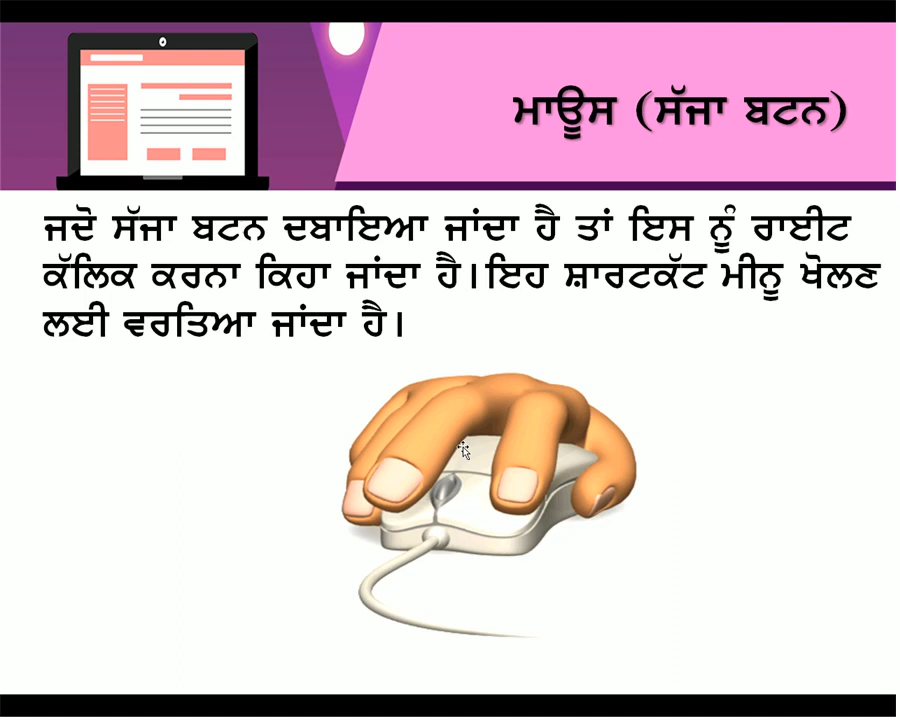 ਮਾਊਸ (ਸੱਜਾ ਬਟਨ)
ਜਦੋ ਸੱਜਾ ਬਟਨ ਦਬਾਇਆ ਜਾਂਦਾ ਹੈ ਤਾਂ ਇਸ ਨੂੰ ਰਾਈਟ
ਕੱਲਿਕ ਕਰਨਾ ਕਿਹਾ ਜਾਂਦਾ ਹੈ।ਇਹ ਸ਼ਾਰਟਕੱਟ ਮੀਨੂ ਖੋਲਣ
ਲਈ ਵਰਤਿਆ ਜਾਂਦਾ ਹੈ।